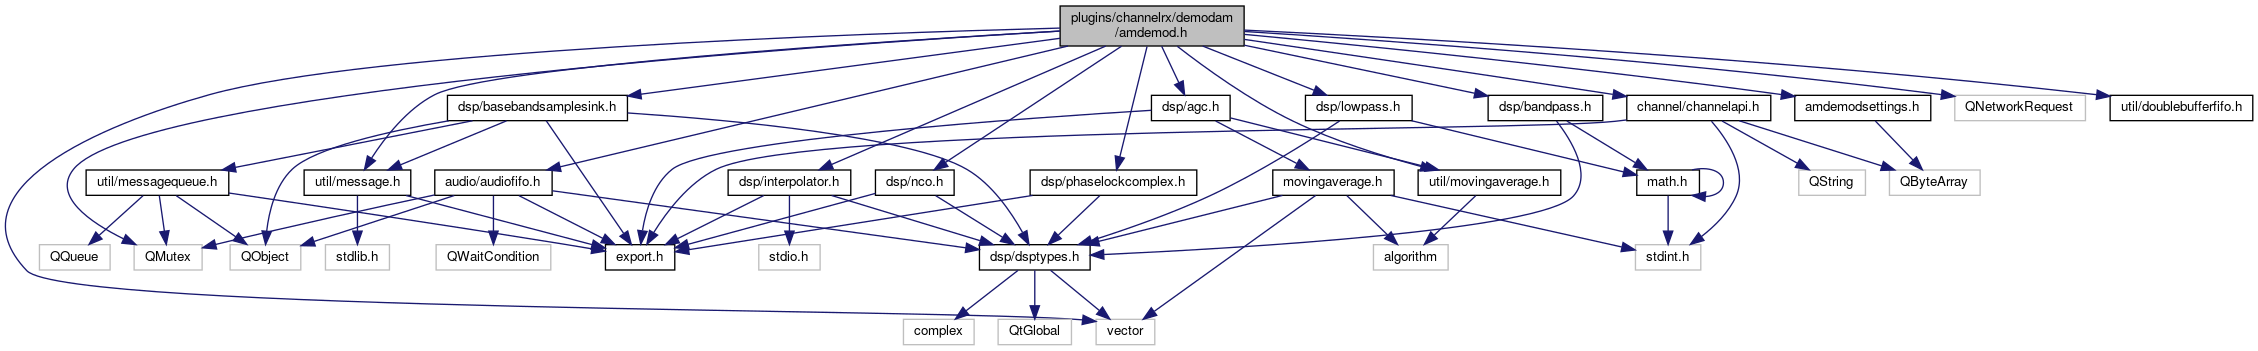 plugins/channelrx/demodam
/amdemod.h
dsp/basebandsamplesink.h
dsp/agc.h
dsp/lowpass.h
dsp/bandpass.h
channel/channelapi.h
amdemodsettings.h
QNetworkRequest
util/doublebufferfifo.h
util/messagequeue.h
util/message.h
audio/audiofifo.h
dsp/interpolator.h
dsp/nco.h
dsp/phaselockcomplex.h
movingaverage.h
util/movingaverage.h
math.h
QString
QByteArray
QQueue
QMutex
QObject
stdlib.h
QWaitCondition
export.h
stdio.h
dsp/dsptypes.h
algorithm
stdint.h
complex
QtGlobal
vector